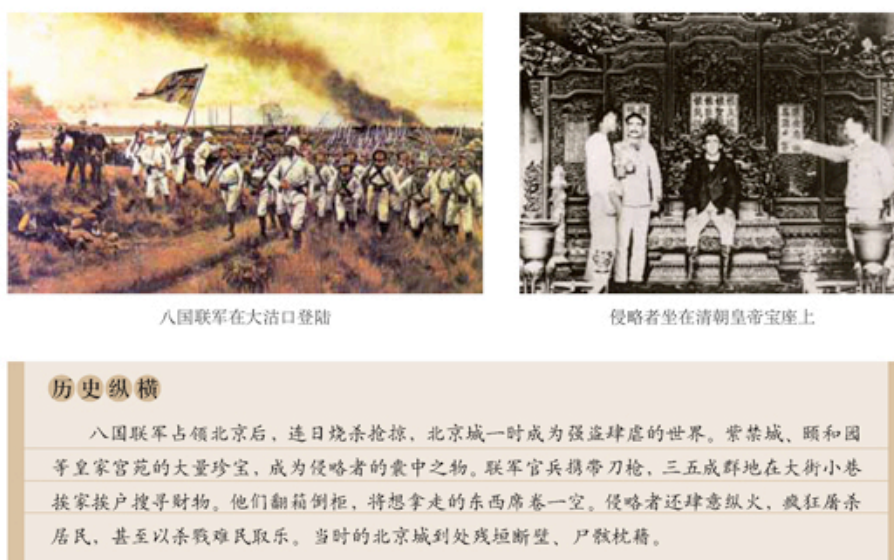 八国联军在大沽口登陆
侵略者坐在清朝皇帝宝座上
历史纵横
八国联军占领北京后，连日烧杀抢掠，北京城一时成为强盗肆虐的世界。紫禁城、颐和园
等皇家宫苑的大量珍宝，成为侵略者的囊中之物。联军官兵携带刀枪，三五成群地在大街小巷
挨家挨户搜寻财物。他们翻箱倒柜，将想拿走的东西席卷一空。侵略者还肆意纵火，疯狂屠杀
居民，甚至以杀戮难民取乐。当时的北京城到处残垣断壁、尸骸枕藉。